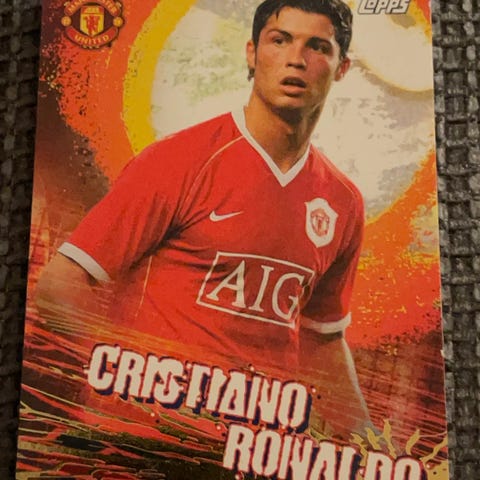 MANCHESTER
UNITED
Topps
AIG
CRISTIANO
RONALDO